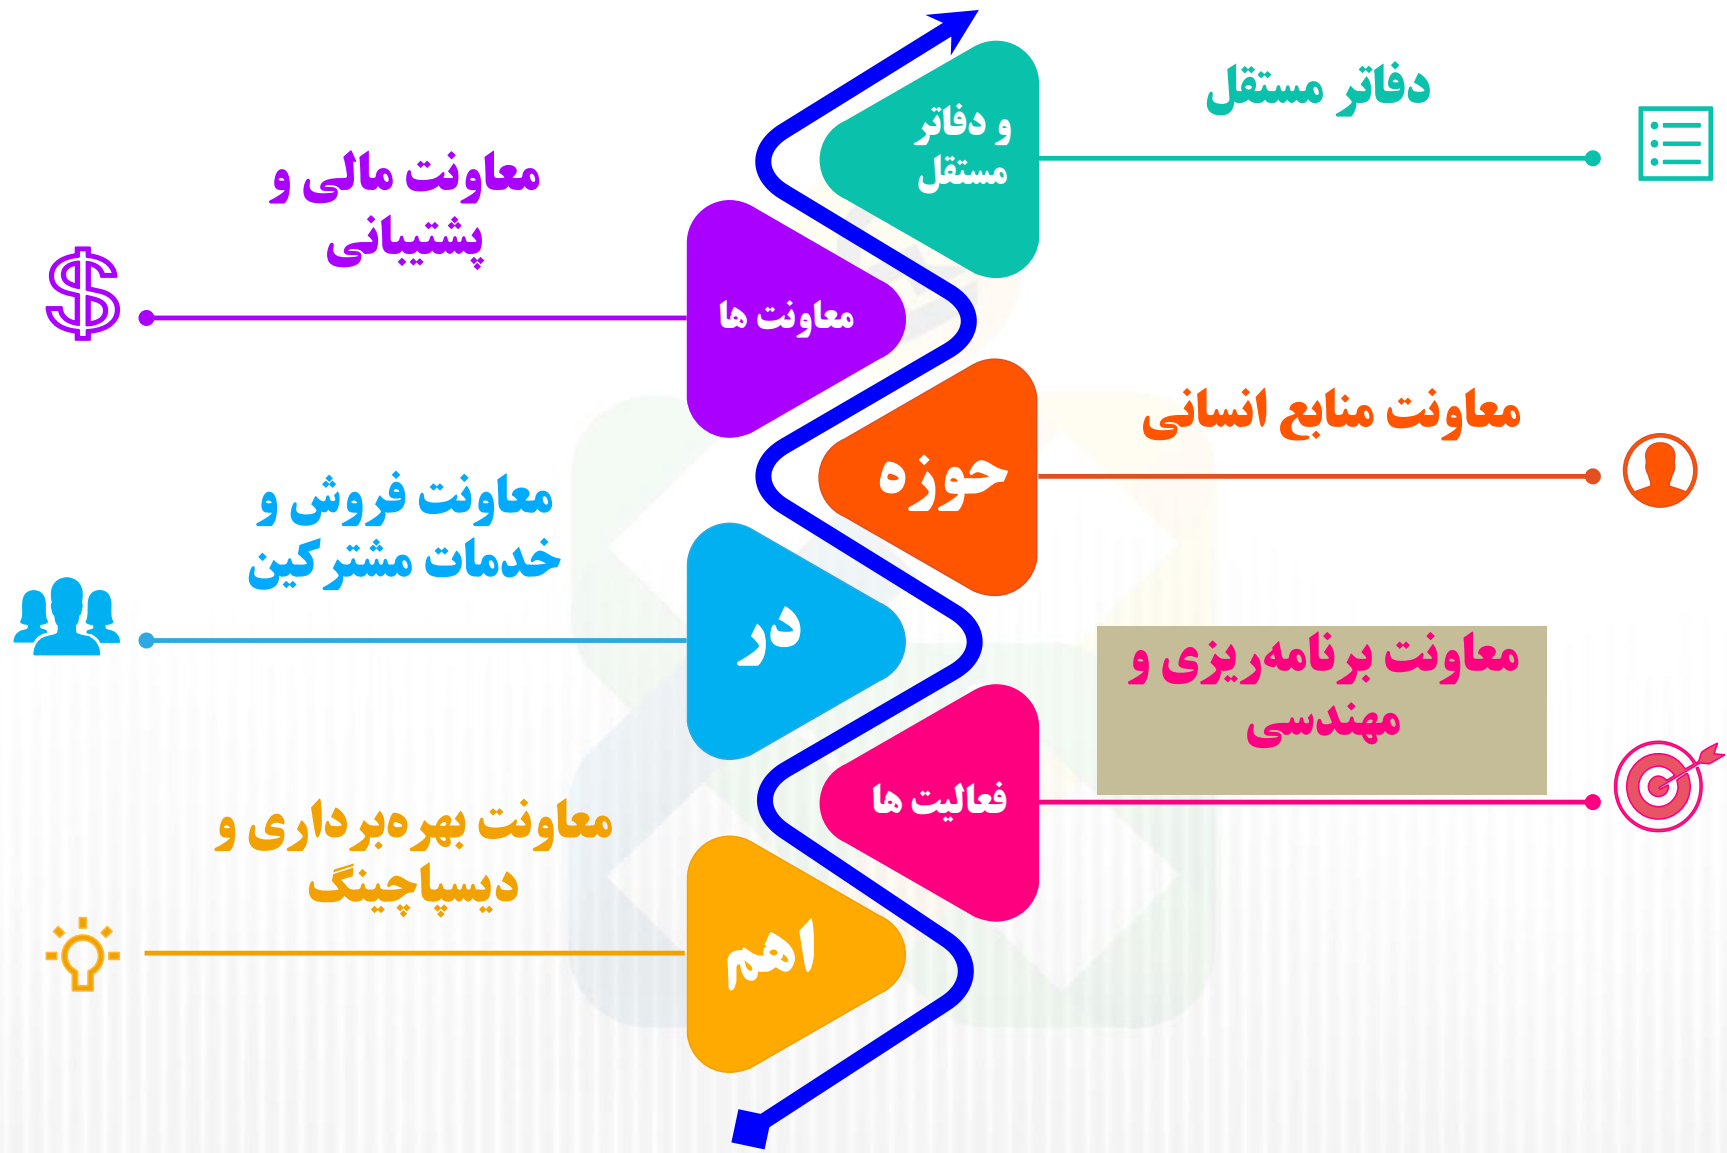 دفاتر مستقل
و دفاتر
مستقل
معاونت مالی و
پشتیبانی
معاونت ها
معاونت منابع انسانی
حوزه
معاونت فروش و
خدمات مشترکین
در
معاونت برنامه‌ریزی و
مهندسی
فعالیت ها
معاونت بهره‌برداری و
دیسپاچینگ
اهم